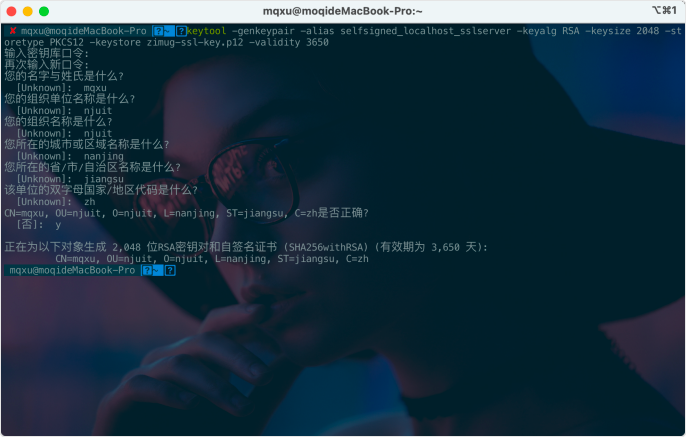 mqxu@moqideMacBook-Pro:~
⌥⌘1
✘ mqxu@moqideMacBook-Pro ~ keytool -genkeypair -alias selfsigned_localhost_sslserver -keyalg RSA -keysize 2048 -st
oretype PKCS12 -keystore zimug-ssl-key.p12 -validity 3650
输入密钥库口令:
再次输入新口令:
您的名字与姓氏是什么?
[Unknown]: mqxu
您的组织单位名称是什么?
[Unknown]: njuit
您的组织名称是什么?
[Unknown]: njuit
您所在的城市或区域名称是什么?
[Unknown]: nanjing
您所在的省/市/自治区名称是什么?
[Unknown]: jiangsu
该单位的双字母国家/地区代码是什么?
[Unknown]: zh
CN=mqxu, OU=njuit, O=njuit, L=nanjing, ST=jiangsu, C=zh是否正确?
[否]: y
正在为以下对象生成 2,048 位RSA密钥对和自签名证书 (SHA256withRSA) (有效期为 3,650 天):
CN=mqxu, OU=njuit, O=njuit, L=nanjing, ST=jiangsu, C=zh
mqxu@moqideMacBook-Pro ~